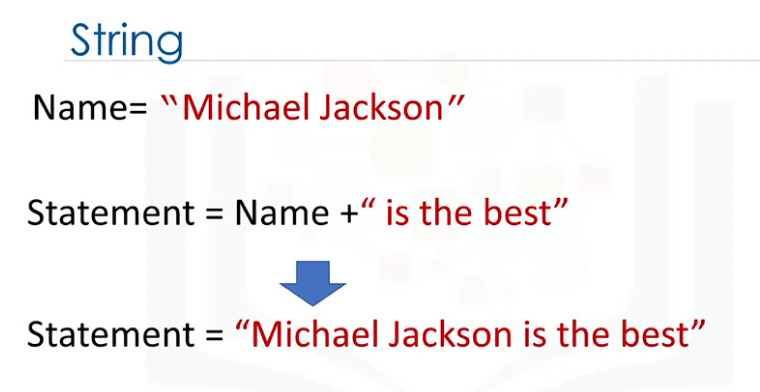 String
Name= “Michael Jackson”
Statement = Name +“ is the best”
Statement = “Michael Jackson is the best”